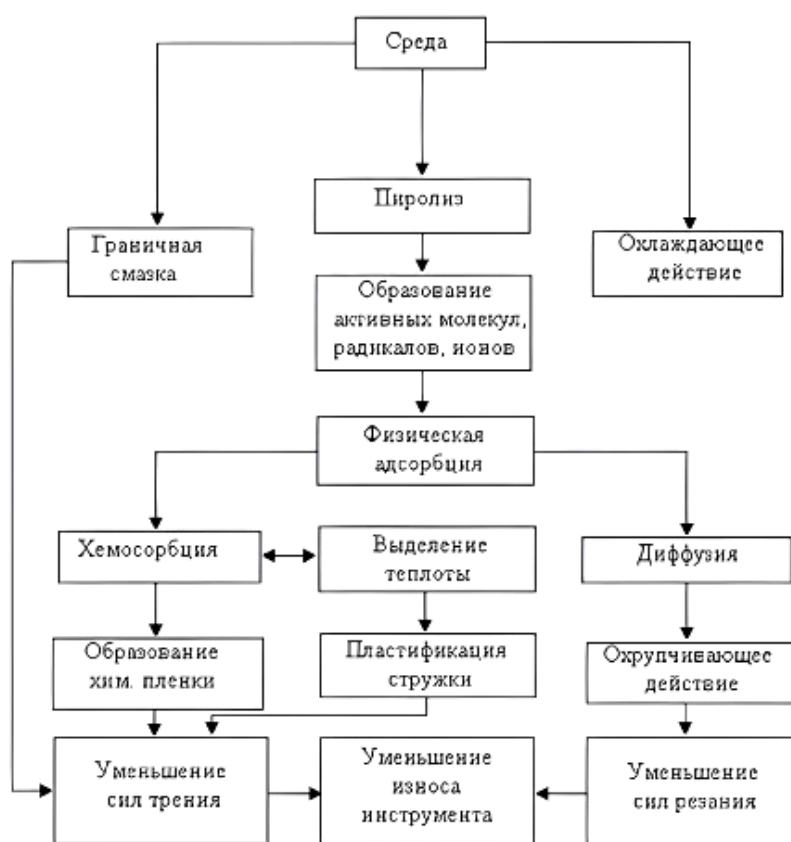 Среда
Пиролиз
Граничная
смазка
Охлаждающее
действие
Образование
активных молекул,
радикалов, ионов
Физическая
адсорбция
Хемосорбция
Выделение
теплоты
Диффузия
Образование
хим. пленки
Пластификация
стружки
Охрупчивающее
действие
Уменьшение
сил трения
Уменьшение
износа
инструмента
Уменьшение
сил резания